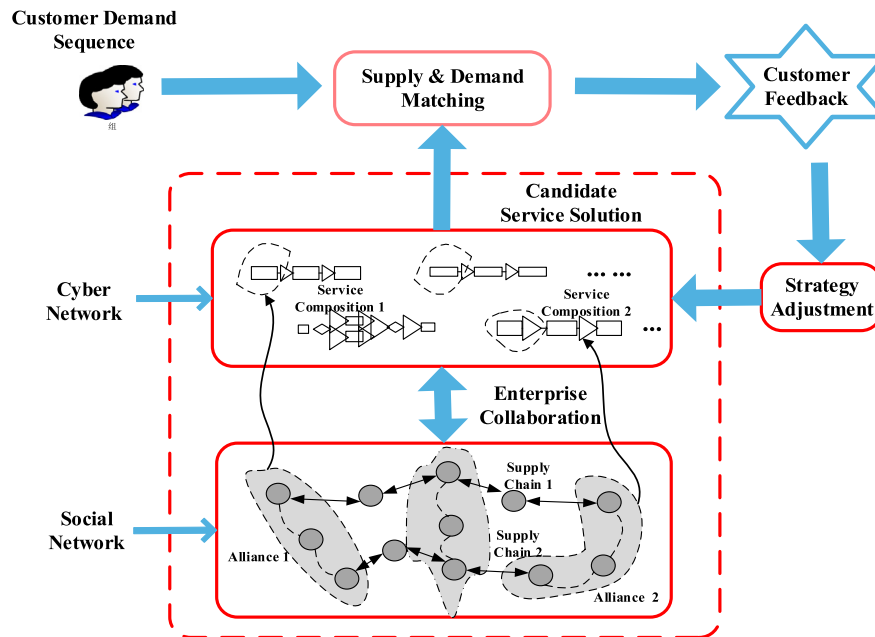 Customer Demand
Sequence
组
Supply & Demand
Matching
Customer
Feedback
Candidate
Service Solution
Service
Composition 1
... ...
Service
Composition 2
...
Cyber
Network
Strategy
Adjustment
Enterprise
Collaboration
Social
Network
Supply
Chain 1
Supply
Chain 2
Alliance 1
Alliance 2